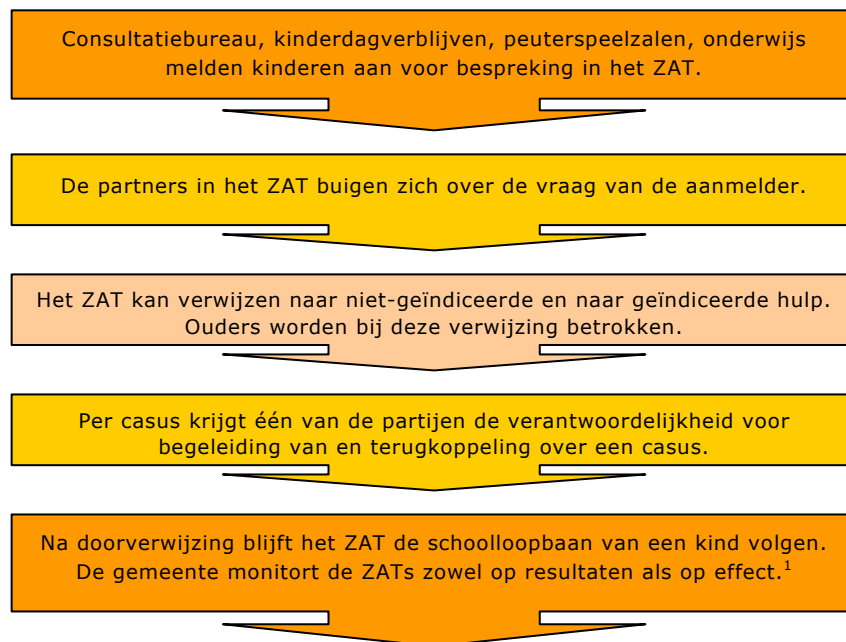 Consultatiebureau, kinderdagverblijven, peuterspeelzalen, onderwijs
melden kinderen aan voor bespreking in het ZAT.
De partners in het ZAT buigen zich over de vraag van de aanmelder.
Het ZAT kan verwijzen naar niet-geïndiceerde en naar geïndiceerde hulp.
Ouders worden bij deze verwijzing betrokken.
Per casus krijgt één van de partijen de verantwoordelijkheid voor
begeleiding van en terugkoppeling over een casus.
Na doorverwijzing blijft het ZAT de schoolloopbaan van een kind volgen.
De gemeente monitort de ZATs zowel op resultaten als op effect.¹